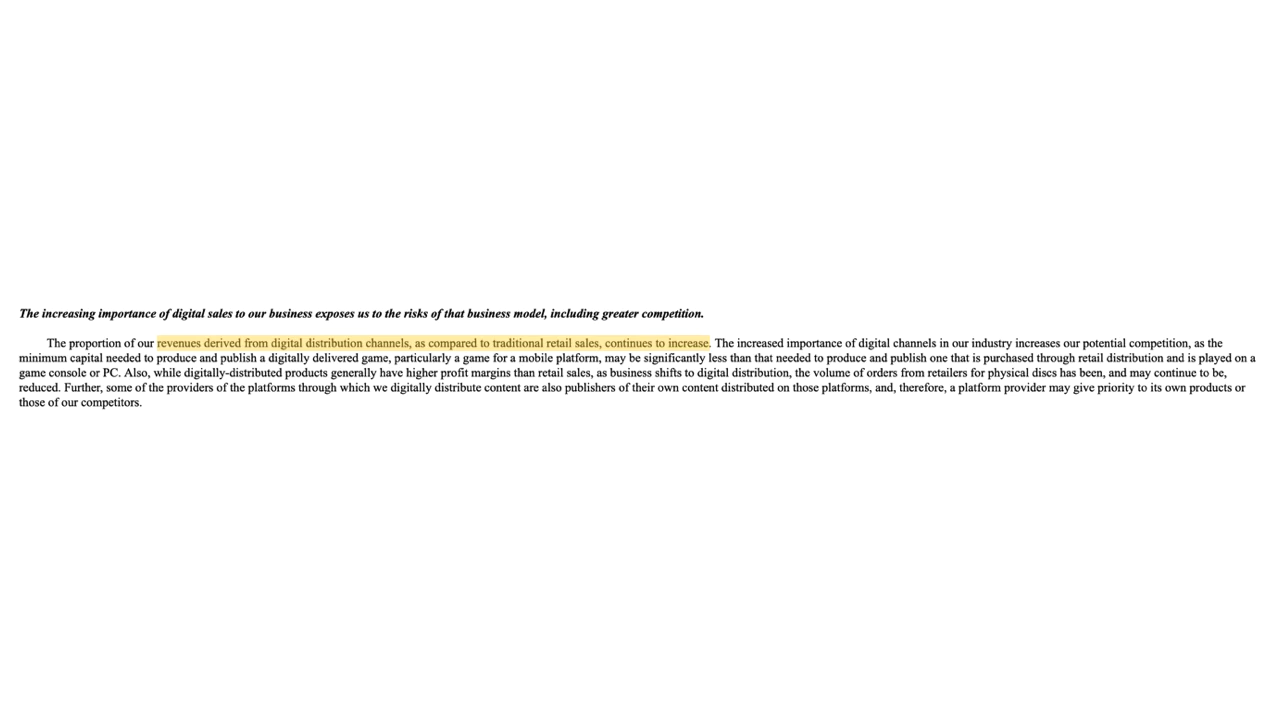 The increasing importance of digital sales to our business exposes us to the risks of that business model, including greater competition.
The proportion of our revenues derived from digital distribution channels, as compared to traditional retail sales, continues to increase. The increased importance of digital channels in our industry increases our potential competition, as the
minimum capital needed to produce and publish a digitally delivered game, particularly a game for a mobile platform, may be significantly less than that needed to produce and publish one that is purchased through retail distribution and is played on a
game console or PC. Also, while digitally-distributed products generally have higher profit margins than retail sales, as business shifts to digital distribution, the volume of orders from retailers for physical discs has been, and may continue to be,
reduced. Further, some of the providers of the platforms through which we digitally distribute content are also publishers of their own content distributed on those platforms, and, therefore, a platform provider may give priority to its own products or
those of our competitors.